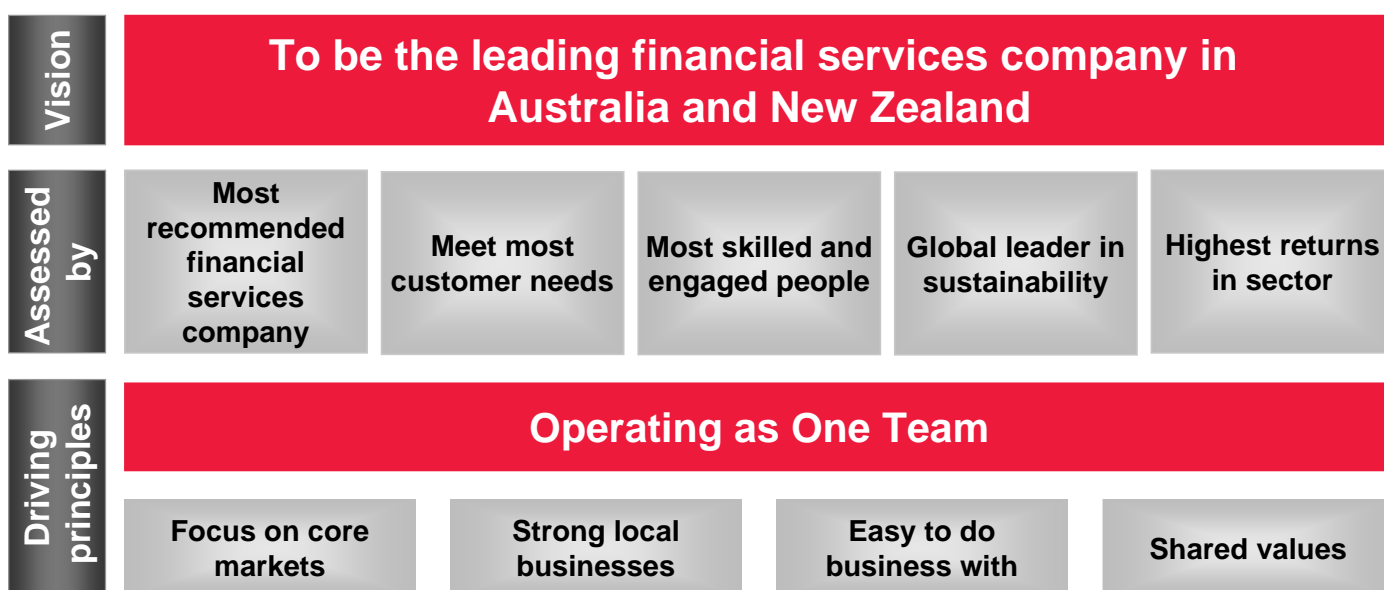 Vision
To be the leading financial services company in
Australia and New Zealand
Assessed
by
Most
recommended
financial
services
company
Meet most
customer needs
Most skilled and
engaged people
Global leader in
sustainability
Highest returns
in sector
Driving
principles
Operating as One Team
Focus on core
markets
Strong local
businesses
Easy to do
business with
Shared values